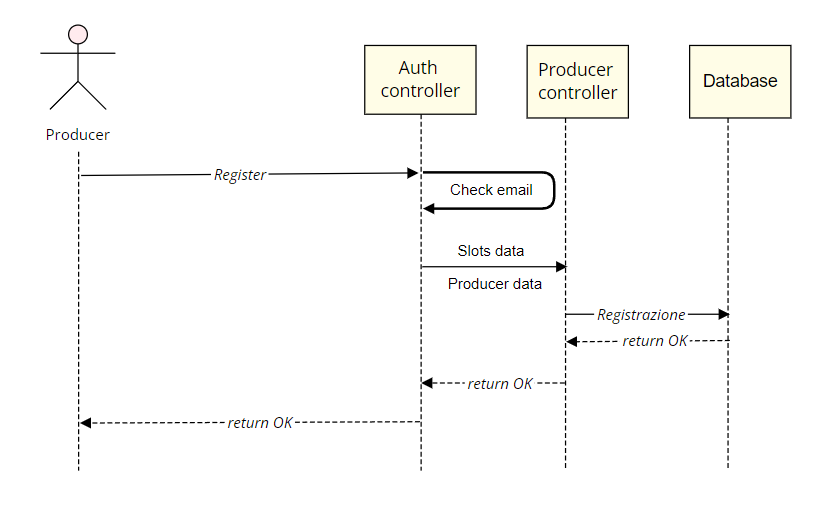 Auth
controller
Producer
controller
Database
Producer
Register
Check email
Slots data
Producer data
Registrazione
return OK
return OK
return OK